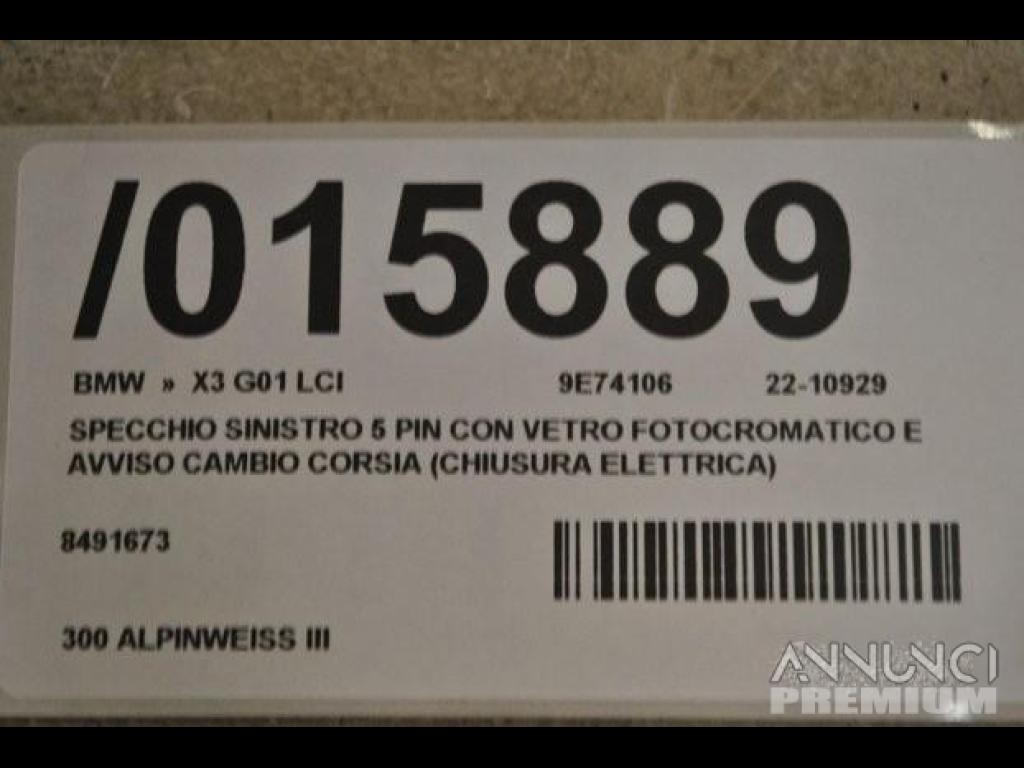 /015889
BMW » X3 G01 LCI 9E74106 22-10929
SPECCHIO SINISTRO 5 PIN CON VETRO FOTOCROMATICO E
AVVISO CAMBIO CORSIA (CHIUSURA ELETTRICA)
8491673
300 ALPINWEISS III
ANNUNCI
PREMIUM